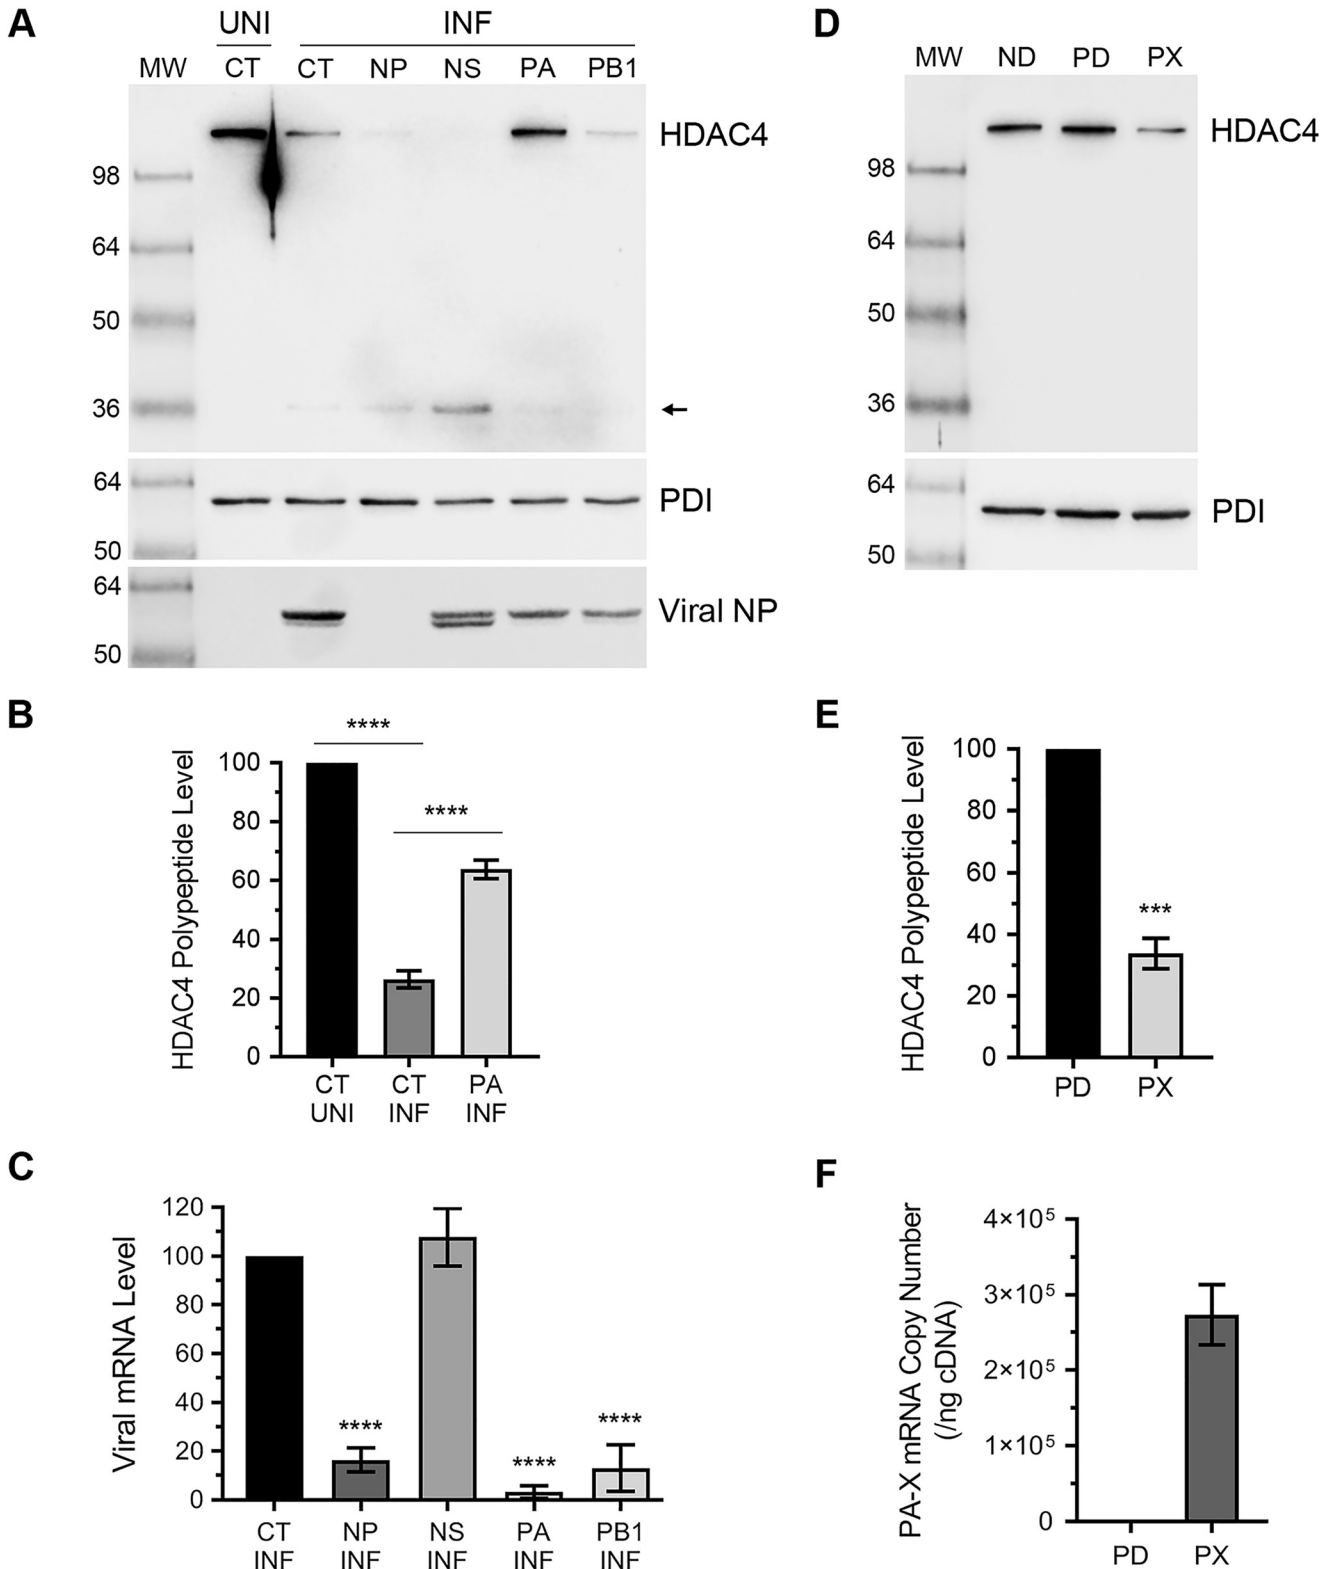 A
UNI INF
MW CT CT NP NS PA PB1
HDAC4
98
64
50
36
←
64
PDI
50
64
Viral NP
50
D
MW ND PD PX
HDAC4
98
64
50
36
64
PDI
50
B
HDAC4 Polypeptide Level
100
80
60
40
20
0
****
****
CT CT PA
UNI INF INF
E
HDAC4 Polypeptide Level
100
80
60
40
20
0
***
PD PX
C
Viral mRNA Level
120
100
80
60
40
20
0
**** **** ****
CT NP NS PA PB1
INF INF INF INF INF
F
PA-X mRNA Copy Number
(/ng cDNA)
4×10⁵
3×10⁵
2×10⁵
1×10⁵
0
PD PX